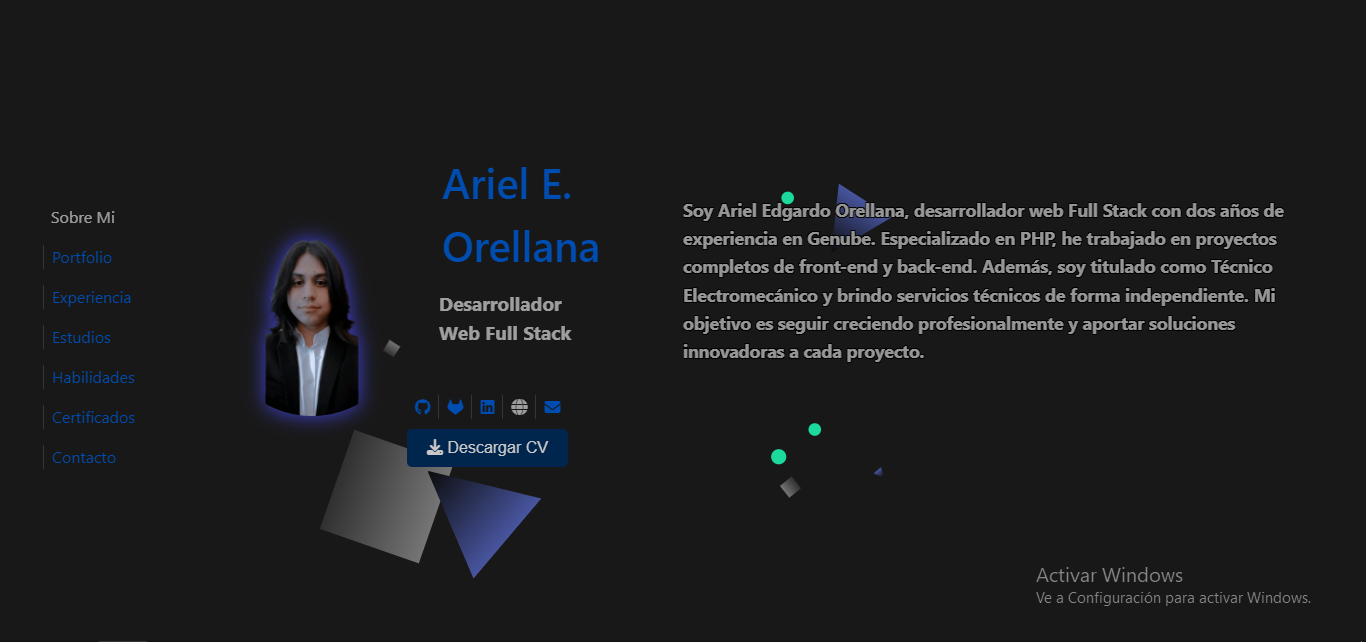 Sobre Mi
Portfolio
Experiencia
Estudios
Habilidades
Certificados
Contacto
Ariel E.
Orellana
Desarrollador
Web Full Stack
Descargar CV
Soy Ariel Edgardo Orellana, desarrollador web Full Stack con dos años de
experiencia en Genube. Especializado en PHP, he trabajado en proyectos
completos de front-end y back-end. Además, soy titulado como Técnico
Electromecánico y brindo servicios técnicos de forma independiente. Mi
objetivo es seguir creciendo profesionalmente y aportar soluciones
innovadoras a cada proyecto.
Activar Windows
Ve a Configuración para activar Windows.